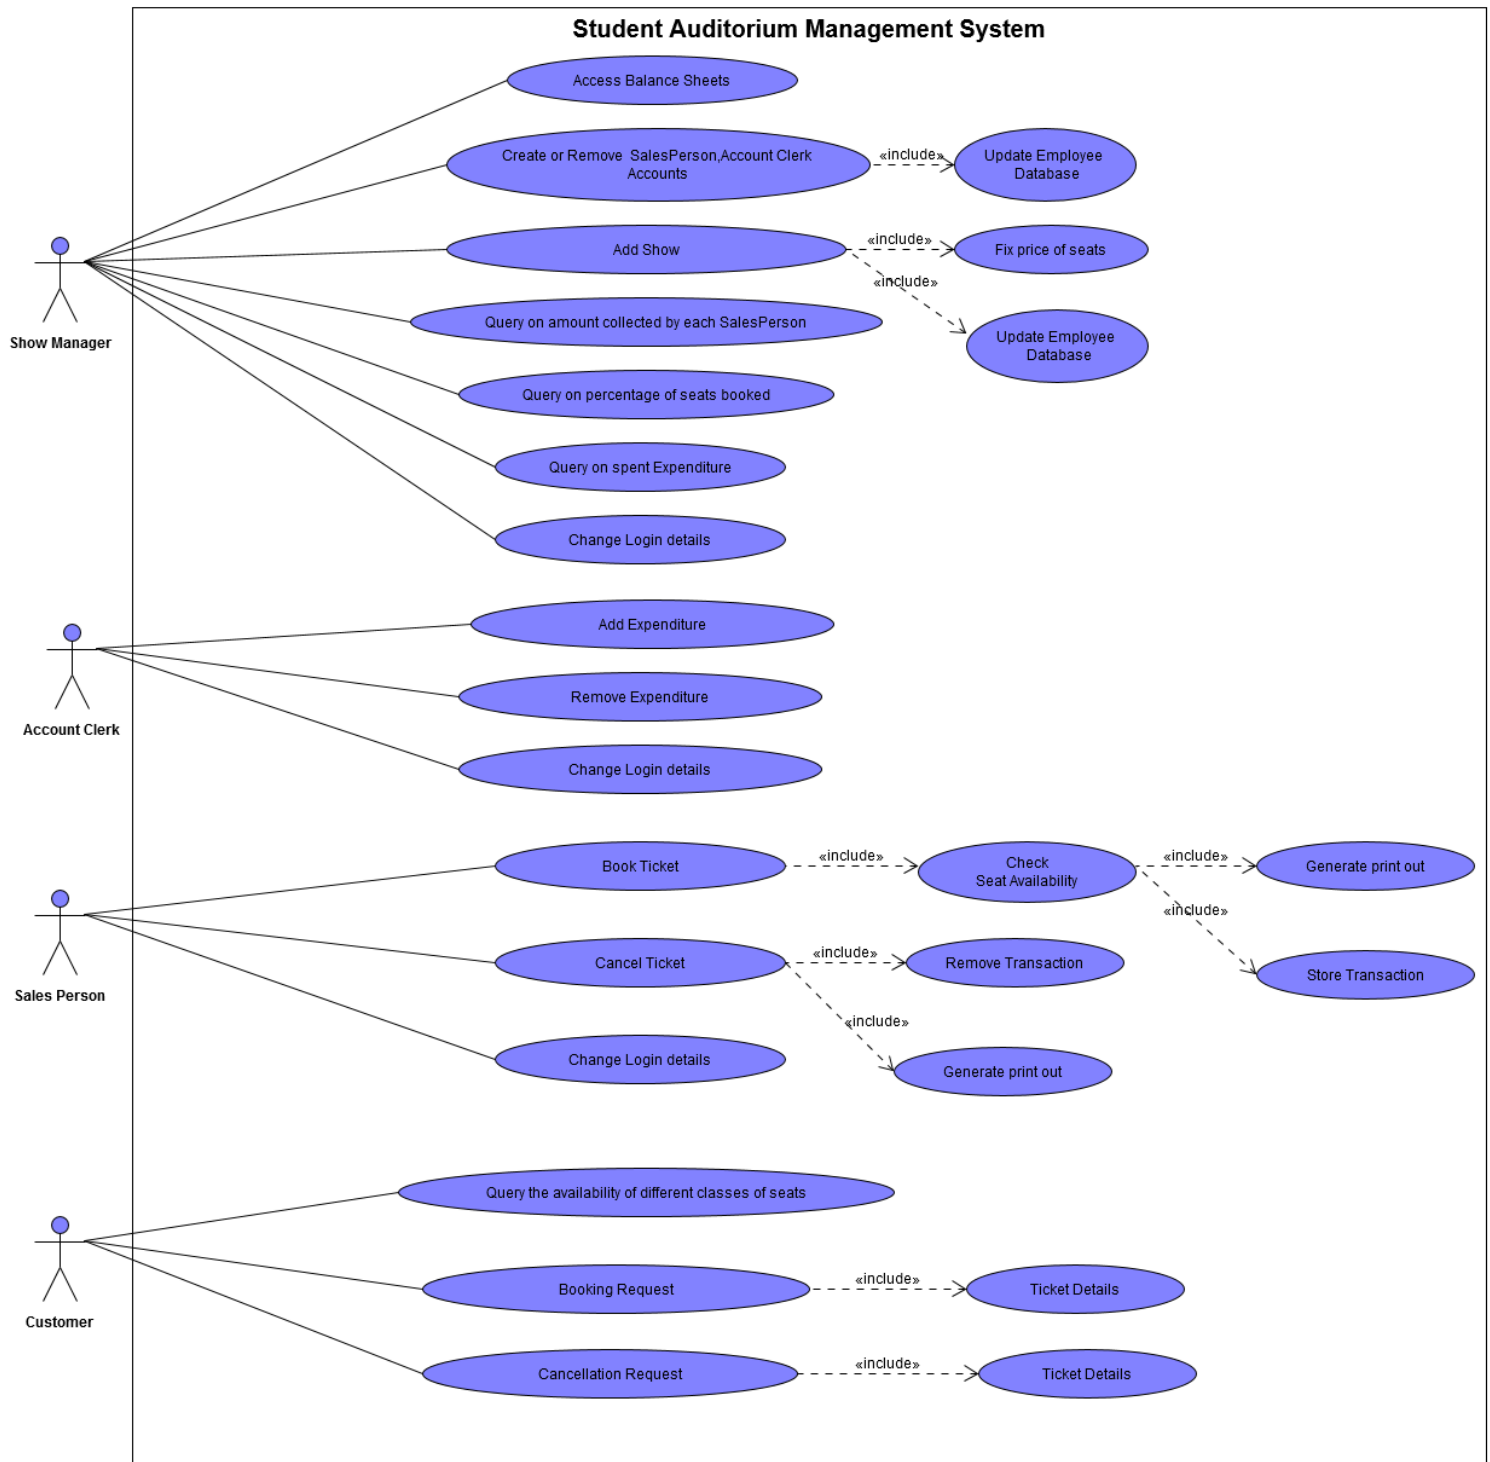 Student Auditorium Management System
Access Balance Sheets
Create or Remove  SalesPerson,Account Clerk
Accounts
«include»
Update Employee
Database
Show Manager
Add Show
«include»
Fix price of seats
«include»
Update Employee
Database
Query on amount collected by each SalesPerson
Query on percentage of seats booked
Query on spent Expenditure
Change Login details
Account Clerk
Add Expenditure
Remove Expenditure
Change Login details
Sales Person
Book Ticket
«include»
Check
Seat Availability
«include»
Generate print out
«include»
Store Transaction
Cancel Ticket
«include»
Remove Transaction
«include»
Generate print out
Change Login details
Customer
Query the availability of different classes of seats
Booking Request
«include»
Ticket Details
Cancellation Request
«include»
Ticket Details